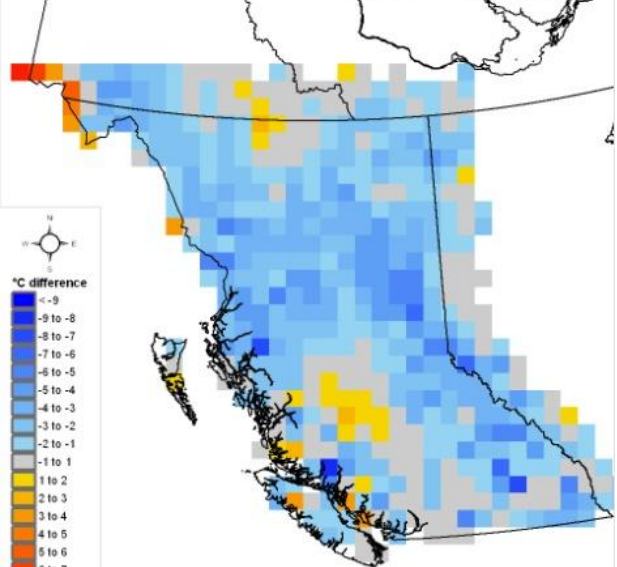 N
W E
S
°C difference
< -9
-9 to -8
-8 to -7
-7 to -6
-6 to -5
-5 to -4
-4 to -3
-3 to -2
-2 to -1
-1 to 1
1 to 2
2 to 3
3 to 4
4 to 5
5 to 6